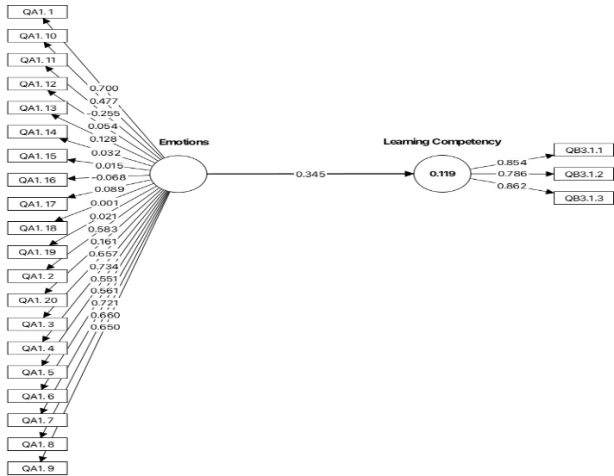 QA1. 1
QA1. 10
QA1. 11
QA1. 12
QA1. 13
QA1. 14
QA1. 15
QA1. 16
QA1. 17
QA1. 18
QA1. 19
QA1. 2
QA1. 20
QA1. 3
QA1. 4
QA1. 5
QA1. 6
QA1. 7
QA1. 8
QA1. 9
0.700
0.477
-0.255
0.054
0.128
0.032
0.015
-0.068
0.089
0.001
0.021
0.583
0.161
0.657
0.734
0.551
0.561
0.721
0.660
0.650
Emotions
0.345
Learning Competency
0.119
0.854
0.786
0.862
QB3.1.1
QB3.1.2
QB3.1.3